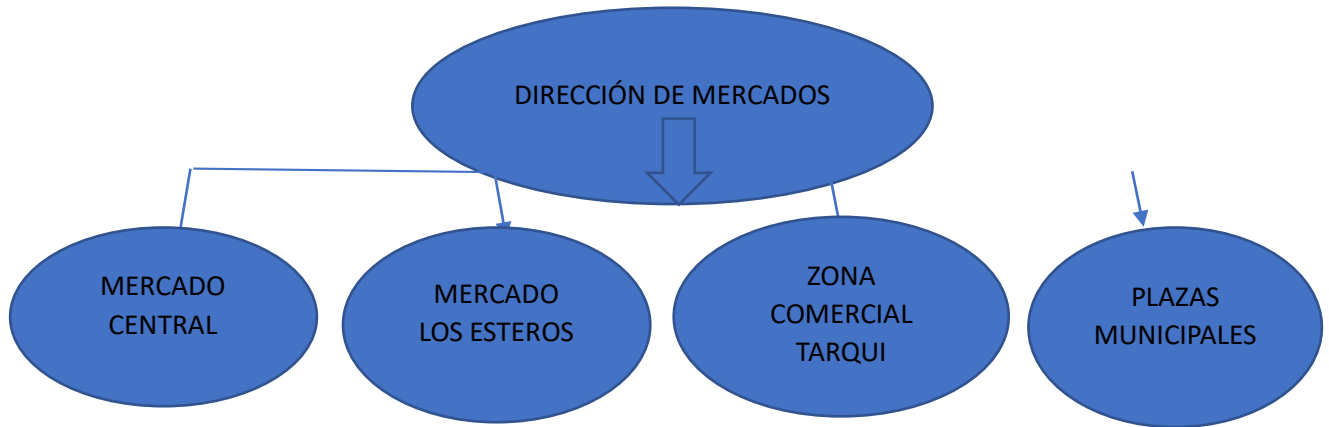 DIRECCIÓN DE MERCADOS
MERCADO
CENTRAL
MERCADO
LOS ESTEROS
ZONA
COMERCIAL
TARQUI
PLAZAS
MUNICIPALES